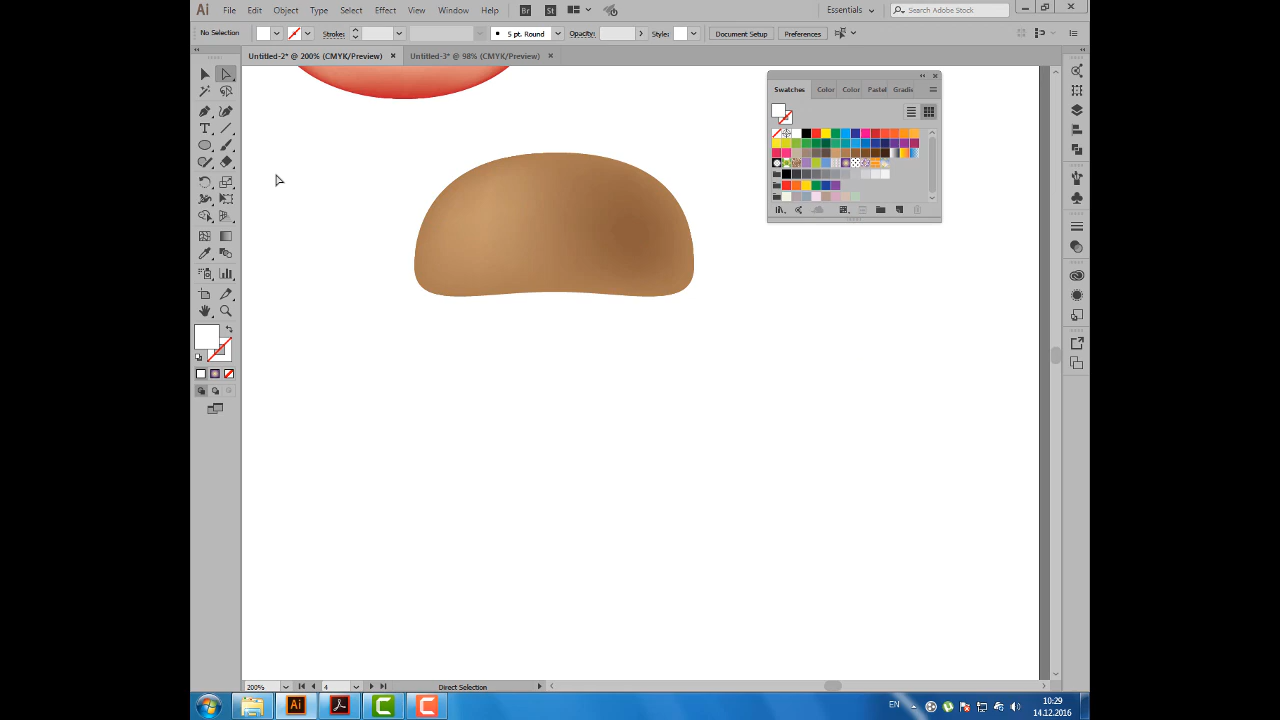 Ai File Edit Object Type Select Effect View Window Help Br St Essentials Search Adobe Stock
No Selection Stroke: 5 pt. Round Opacity: Style: Document Setup Preferences
Untitled-2* @ 200% (CMYK/Preview) Untitled-3* @ 98% (CMYK/Preview)
Swatches Color Color Pastel Gradie
200% 4 Direct Selection
Ai EN 10:29
14.12.2016